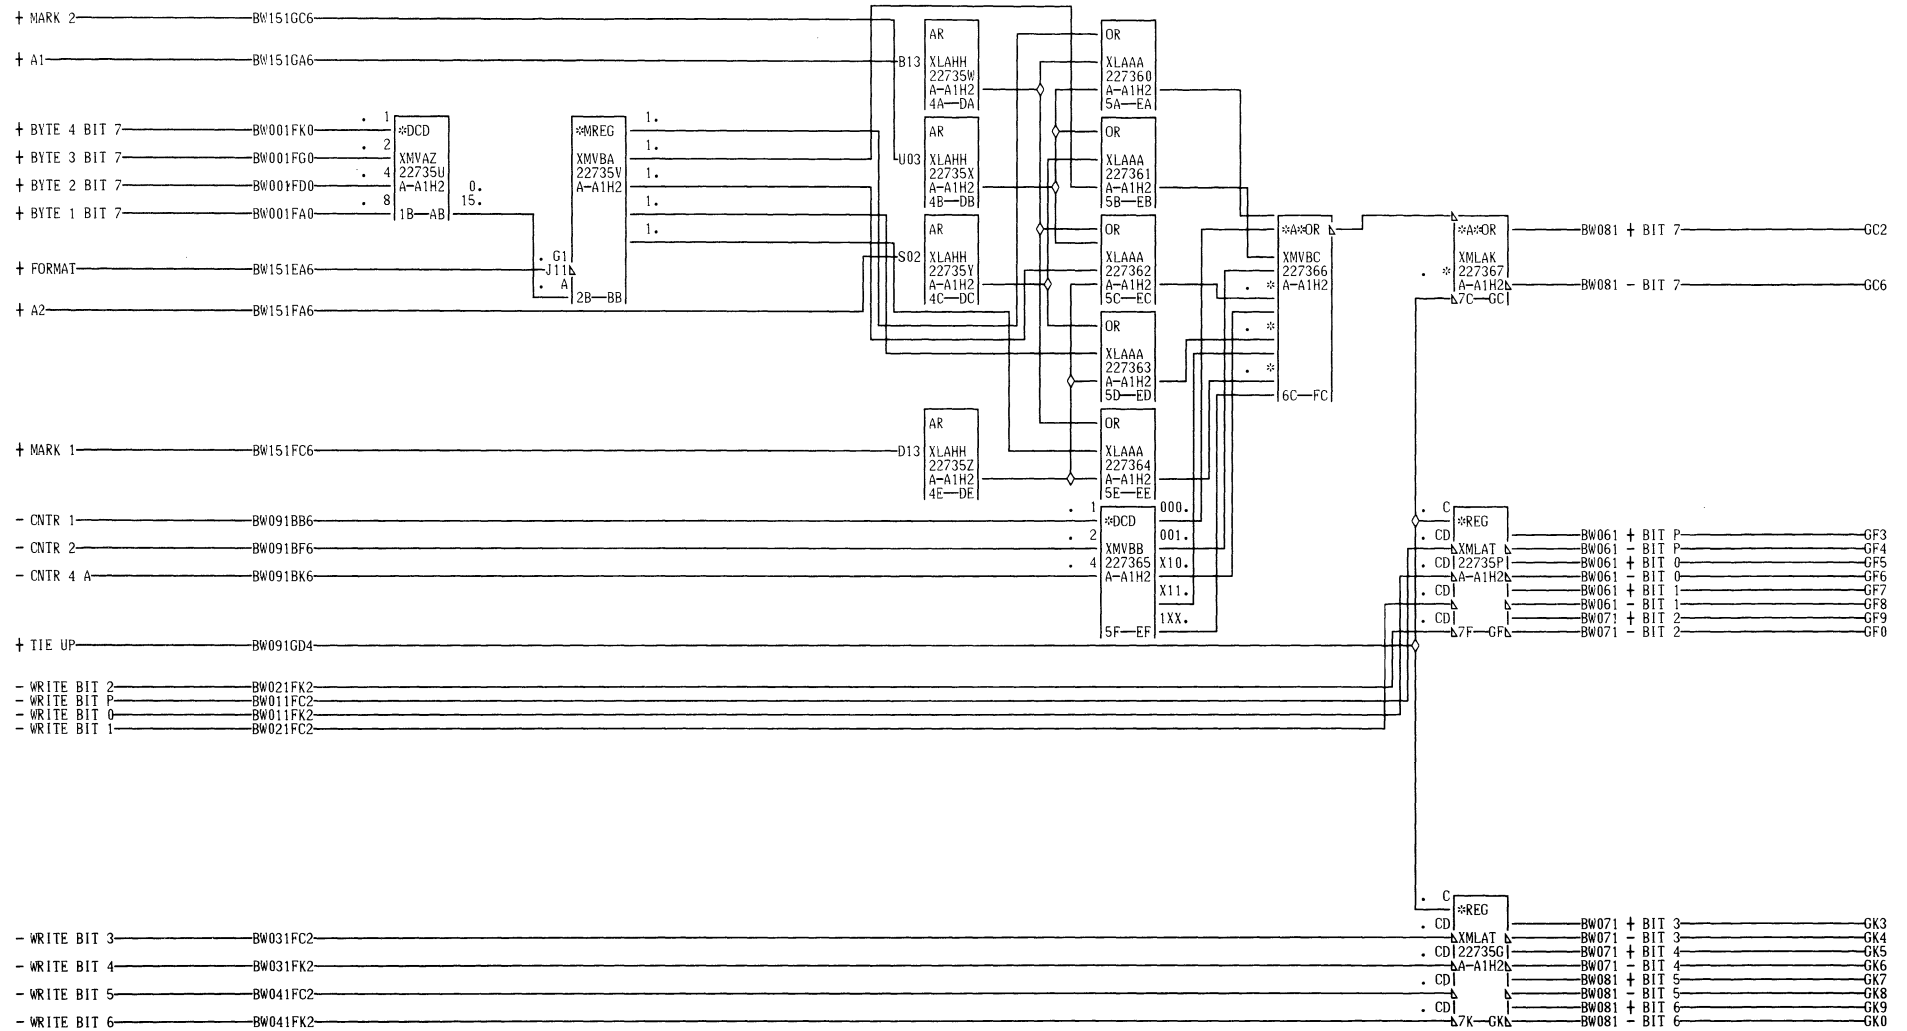 + MARK 2 BW151GC6
+ A1 BW151GA6
+ BYTE 4 BIT 7 BW001FK0
+ BYTE 3 BIT 7 BW001FG0
+ BYTE 2 BIT 7 BW001FD0
+ BYTE 1 BIT 7 BW001FA0
+ FORMAT BW151EA6
+ A2 BW151FA6
+ MARK 1 BW151FC6
- CNTR 1 BW091BB6
- CNTR 2 BW091BF6
- CNTR 4 A BW091BK6
+ TIE UP BW091GD4
- WRITE BIT 2 BW021FK2
- WRITE BIT P BW011FC2
- WRITE BIT 0 BW011FK2
- WRITE BIT 1 BW021FC2
- WRITE BIT 3 BW031FC2
- WRITE BIT 4 BW031FK2
- WRITE BIT 5 BW041FC2
- WRITE BIT 6 BW041FK2
. 1
. 2
. 4
. 8
*DCD
XMVAZ
22735U
A-A1H2
1B—AB
0.
15.
. G1
J11
. A
*MREG
XMVBA
22735V
A-A1H2
2B—BB
1.
1.
1.
1.
1.
B13
AR
XLAHH
22735W
A-A1H2
4A—DA
U03
AR
XLAHH
22735X
A-A1H2
4B—DB
S02
AR
XLAHH
22735Y
A-A1H2
4C—DC
D13
AR
XLAHH
22735Z
A-A1H2
4E—DE
OR
XLAAA
227360
A-A1H2
5A—EA
OR
XLAAA
227361
A-A1H2
5B—EB
OR
XLAAA
227362
A-A1H2
5C—EC
OR
XLAAA
227363
A-A1H2
5D—ED
OR
XLAAA
227364
A-A1H2
5E—EE
. 1
. 2
. 4
*DCD
XMVBB
227365
A-A1H2
5F—EF
000.
001.
X10.
X11.
1XX.
. *
. *
. *
*A*OR
XMVBC
227366
A-A1H2
6C—FC
. *
*A*OR
XMLAK
227367
A-A1H2
7C—GC
BW081 + BIT 7 GC2
BW081 - BIT 7 GC6
. C
. CD
. CD
. CD
. CD
*REG
XMLAT
22735P
A-A1H2
7F—GF
BW061 + BIT P GF3
BW061 - BIT P GF4
BW061 + BIT 0 GF5
BW061 - BIT 0 GF6
BW061 + BIT 1 GF7
BW061 - BIT 1 GF8
BW071 + BIT 2 GF9
BW071 - BIT 2 GF0
. C
. CD
. CD
. CD
. CD
*REG
XMLAT
22735G
A-A1H2
7K—GK
BW071 + BIT 3 GK3
BW071 - BIT 3 GK4
BW071 + BIT 4 GK5
BW071 - BIT 4 GK6
BW081 + BIT 5 GK7
BW081 - BIT 5 GK8
BW081 + BIT 6 GK9
BW081 - BIT 6 GK0